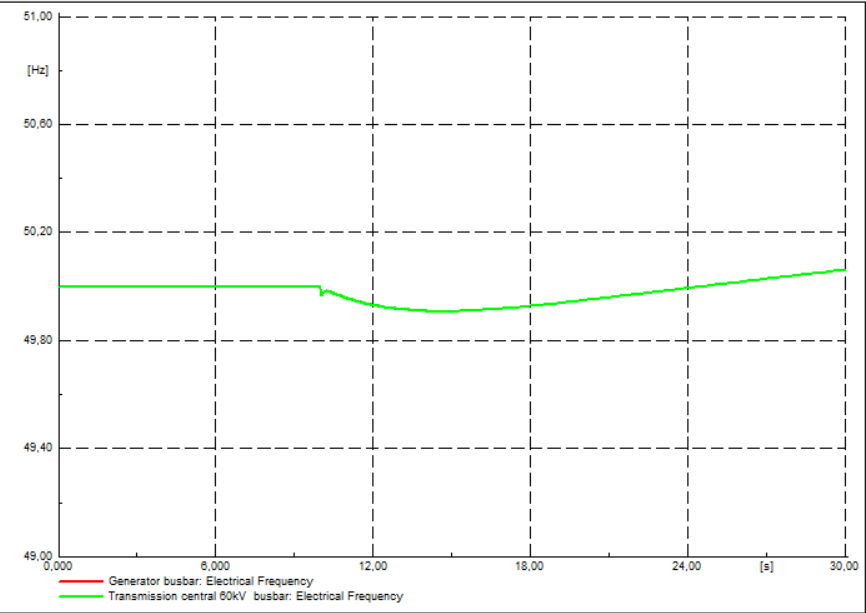 51,00
[Hz]
50,60
50,20
49,80
49,40
49,00
0,000 6,000 12,00 18,00 24,00 [s] 30,00
Generator busbar: Electrical Frequency
Transmission central 60kV busbar: Electrical Frequency